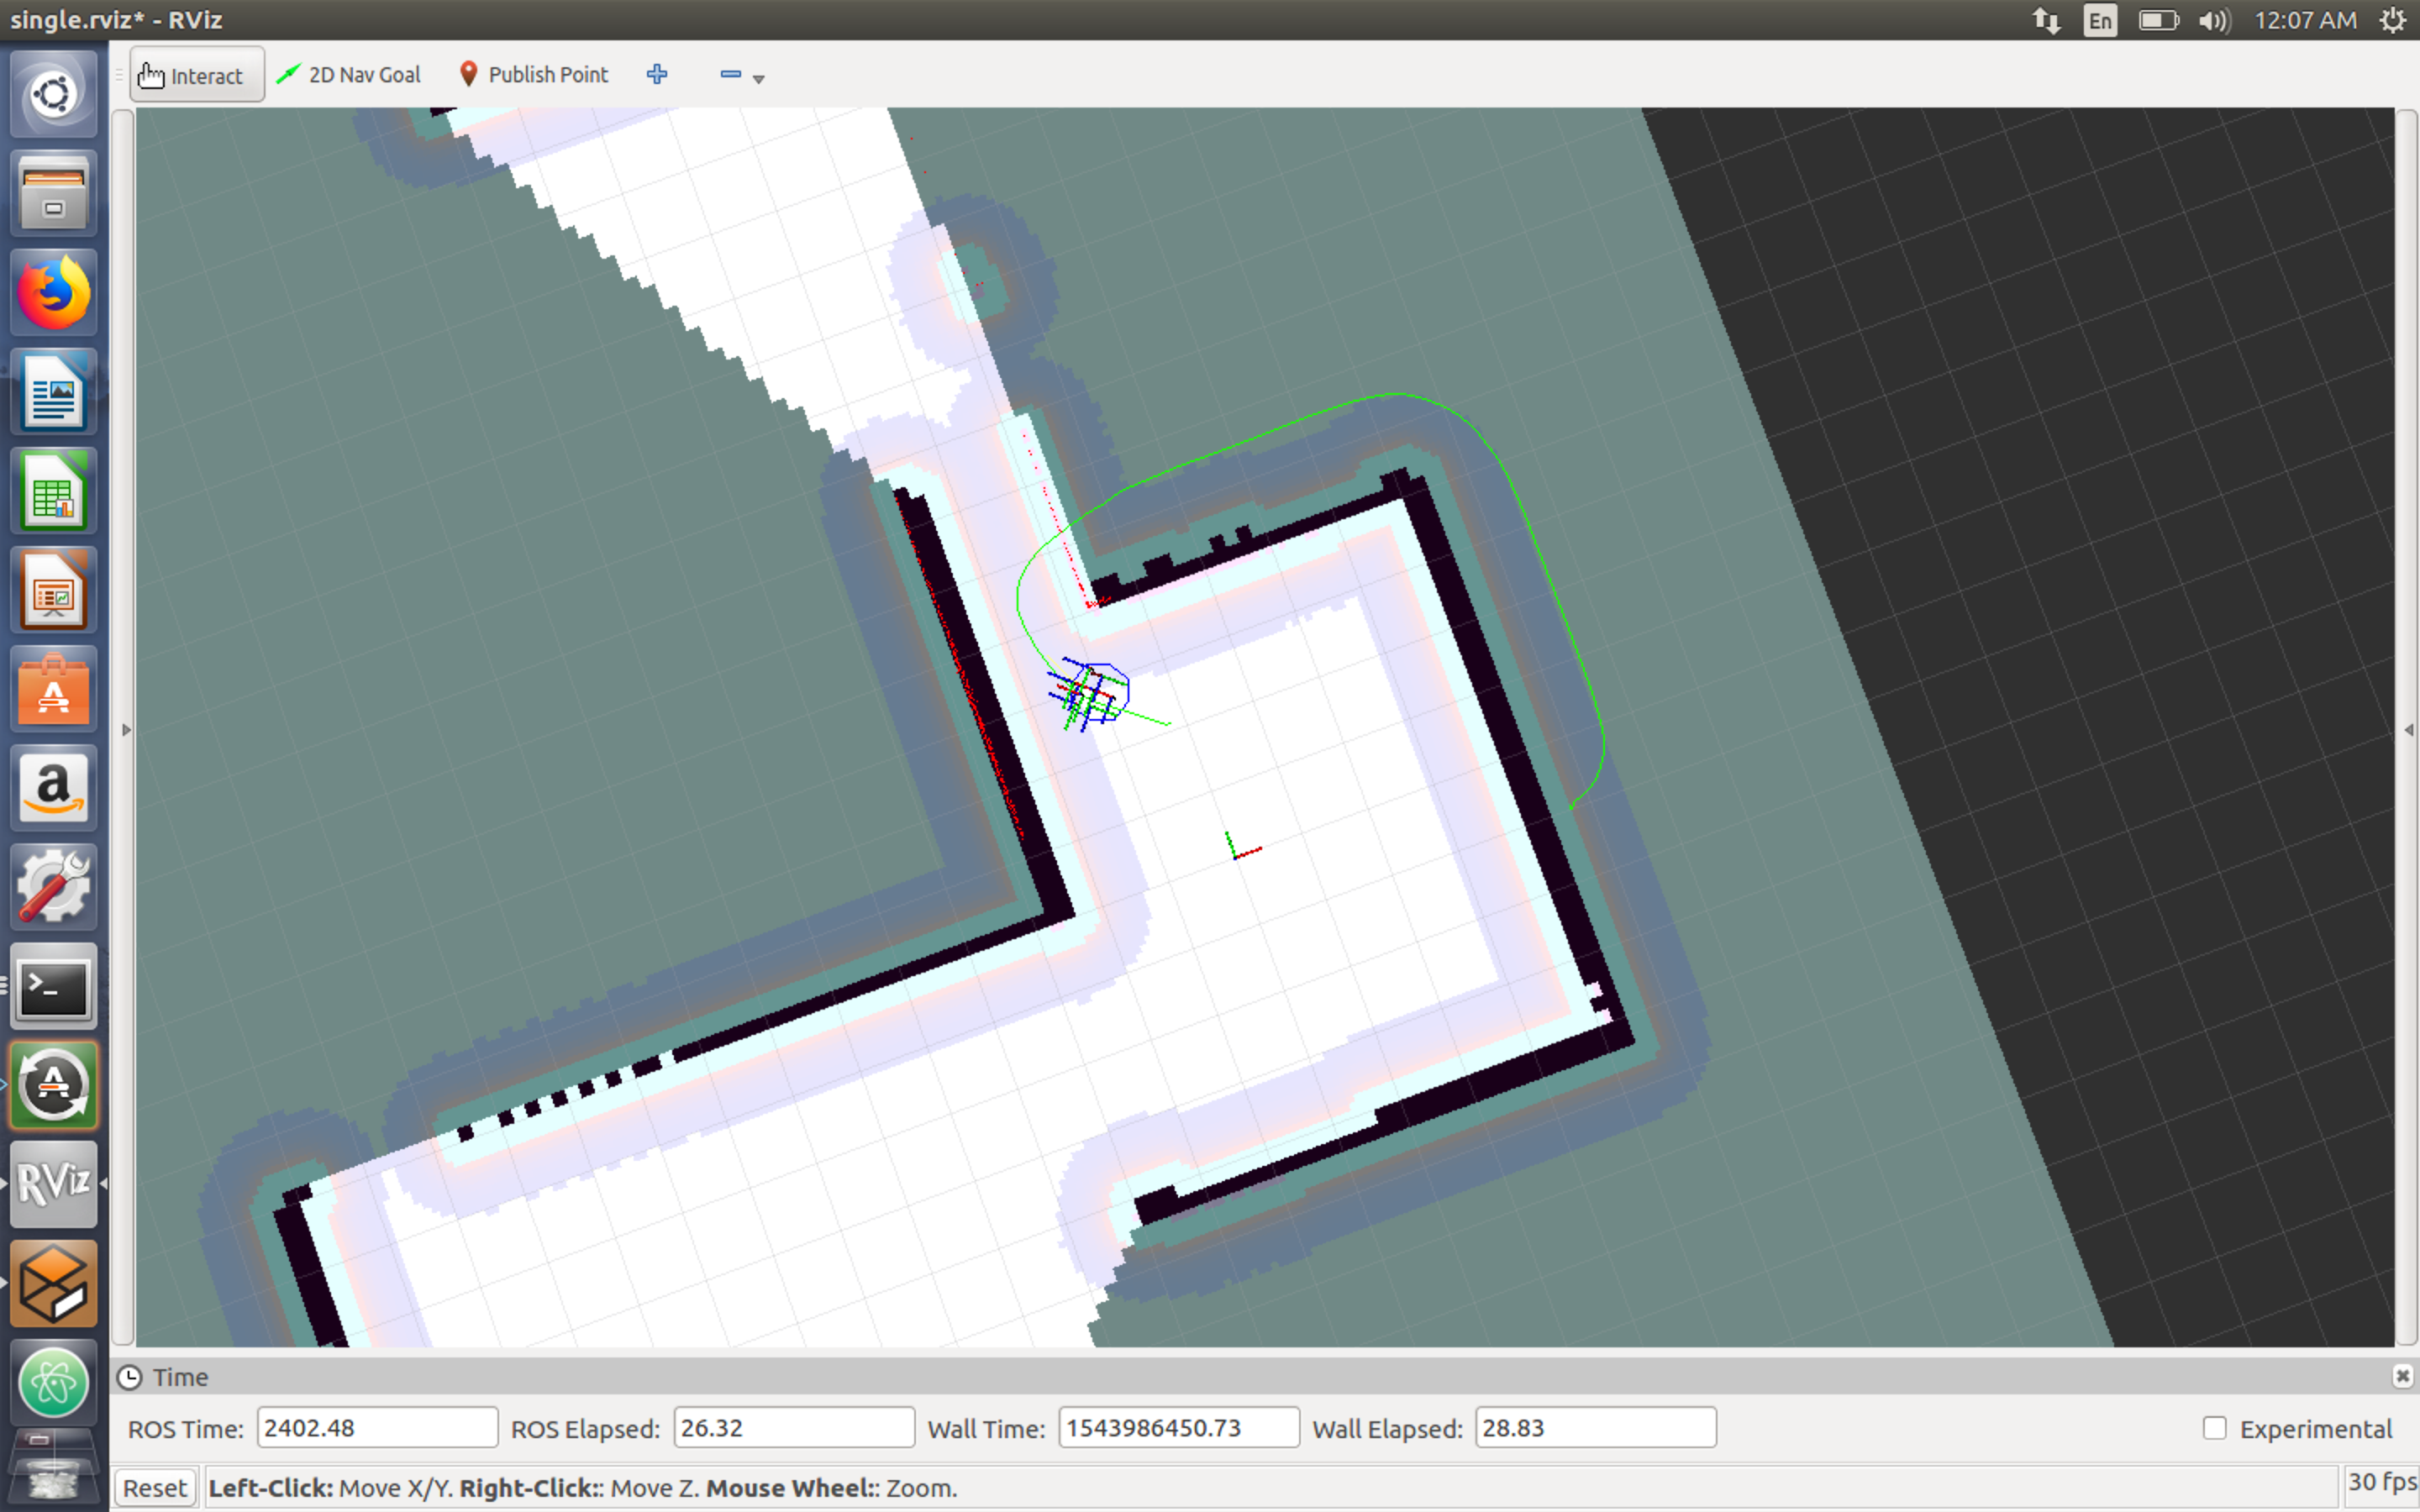 single.rviz* - RViz
En
12:07 AM
Interact
2D Nav Goal
Publish Point
RViz
Time
ROS Time: 2402.48
ROS Elapsed: 26.32
Wall Time: 1543986450.73
Wall Elapsed: 28.83
Experimental
Reset
Left-Click: Move X/Y. Right-Click:: Move Z. Mouse Wheel:: Zoom.
30 fps